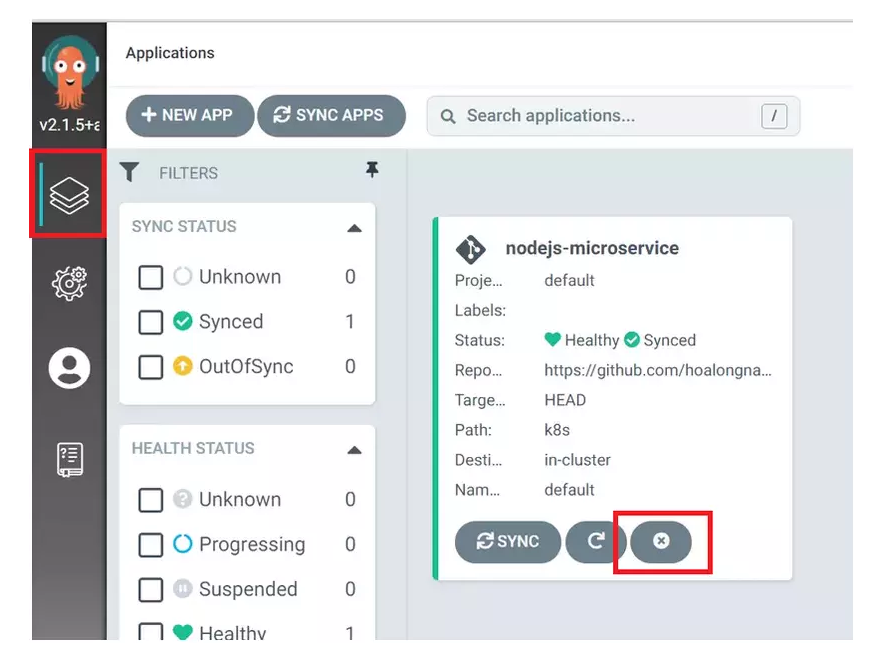 Applications
v2.1.5+a
NEW APP
SYNC APPS
Search applications...
/
FILTERS
SYNC STATUS
Unknown 0
Synced 1
OutOfSync 0
HEALTH STATUS
Unknown 0
Progressing 0
Suspended 0
Healthy 1
nodejs-microservice
Proje... default
Labels:
Status: Healthy Synced
Repo... https://github.com/hoalongna...
Targe... HEAD
Path: k8s
Desti... in-cluster
Nam... default
SYNC